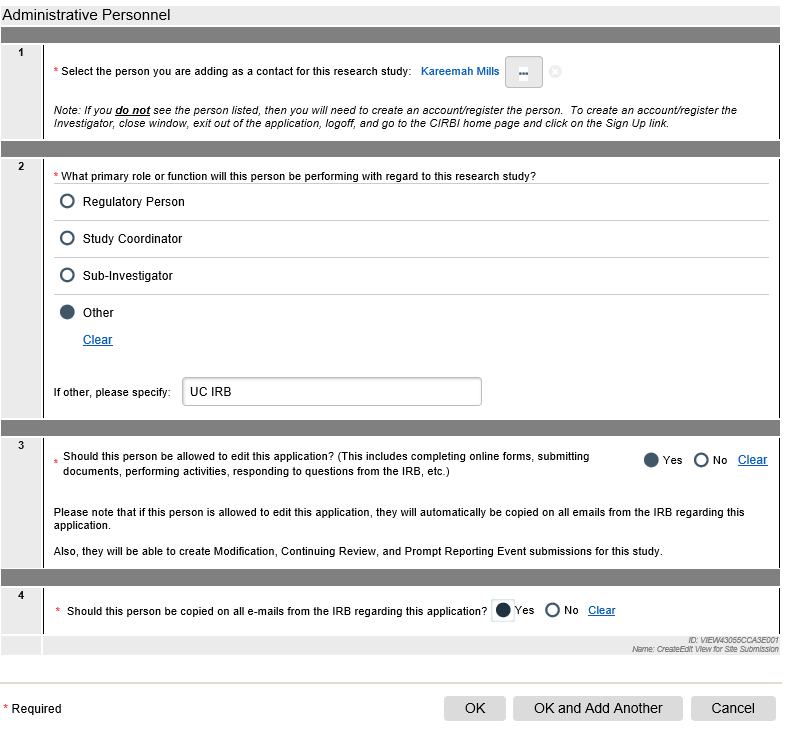 Administrative Personnel
1
* Select the person you are adding as a contact for this research study: Kareemah Mills ...
Note: If you do not see the person listed, then you will need to create an account/register the person. To create an account/register the
Investigator, close window, exit out of the application, logoff, and go to the CIRBI home page and click on the Sign Up link.
2
* What primary role or function will this person be performing with regard to this research study?
Regulatory Person
Study Coordinator
Sub-Investigator
Other
Clear
If other, please specify: UC IRB
3
* Should this person be allowed to edit this application? (This includes completing online forms, submitting
documents, performing activities, responding to questions from the IRB, etc.)
Yes No Clear
Please note that if this person is allowed to edit this application, they will automatically be copied on all emails from the IRB regarding this
application.
Also, they will be able to create Modification, Continuing Review, and Prompt Reporting Event submissions for this study.
4
* Should this person be copied on all e-mails from the IRB regarding this application? Yes No Clear
ID: VIEW43055CCA3E001
Name: CreateEdit View for Site Submission
* Required
OK
OK and Add Another
Cancel